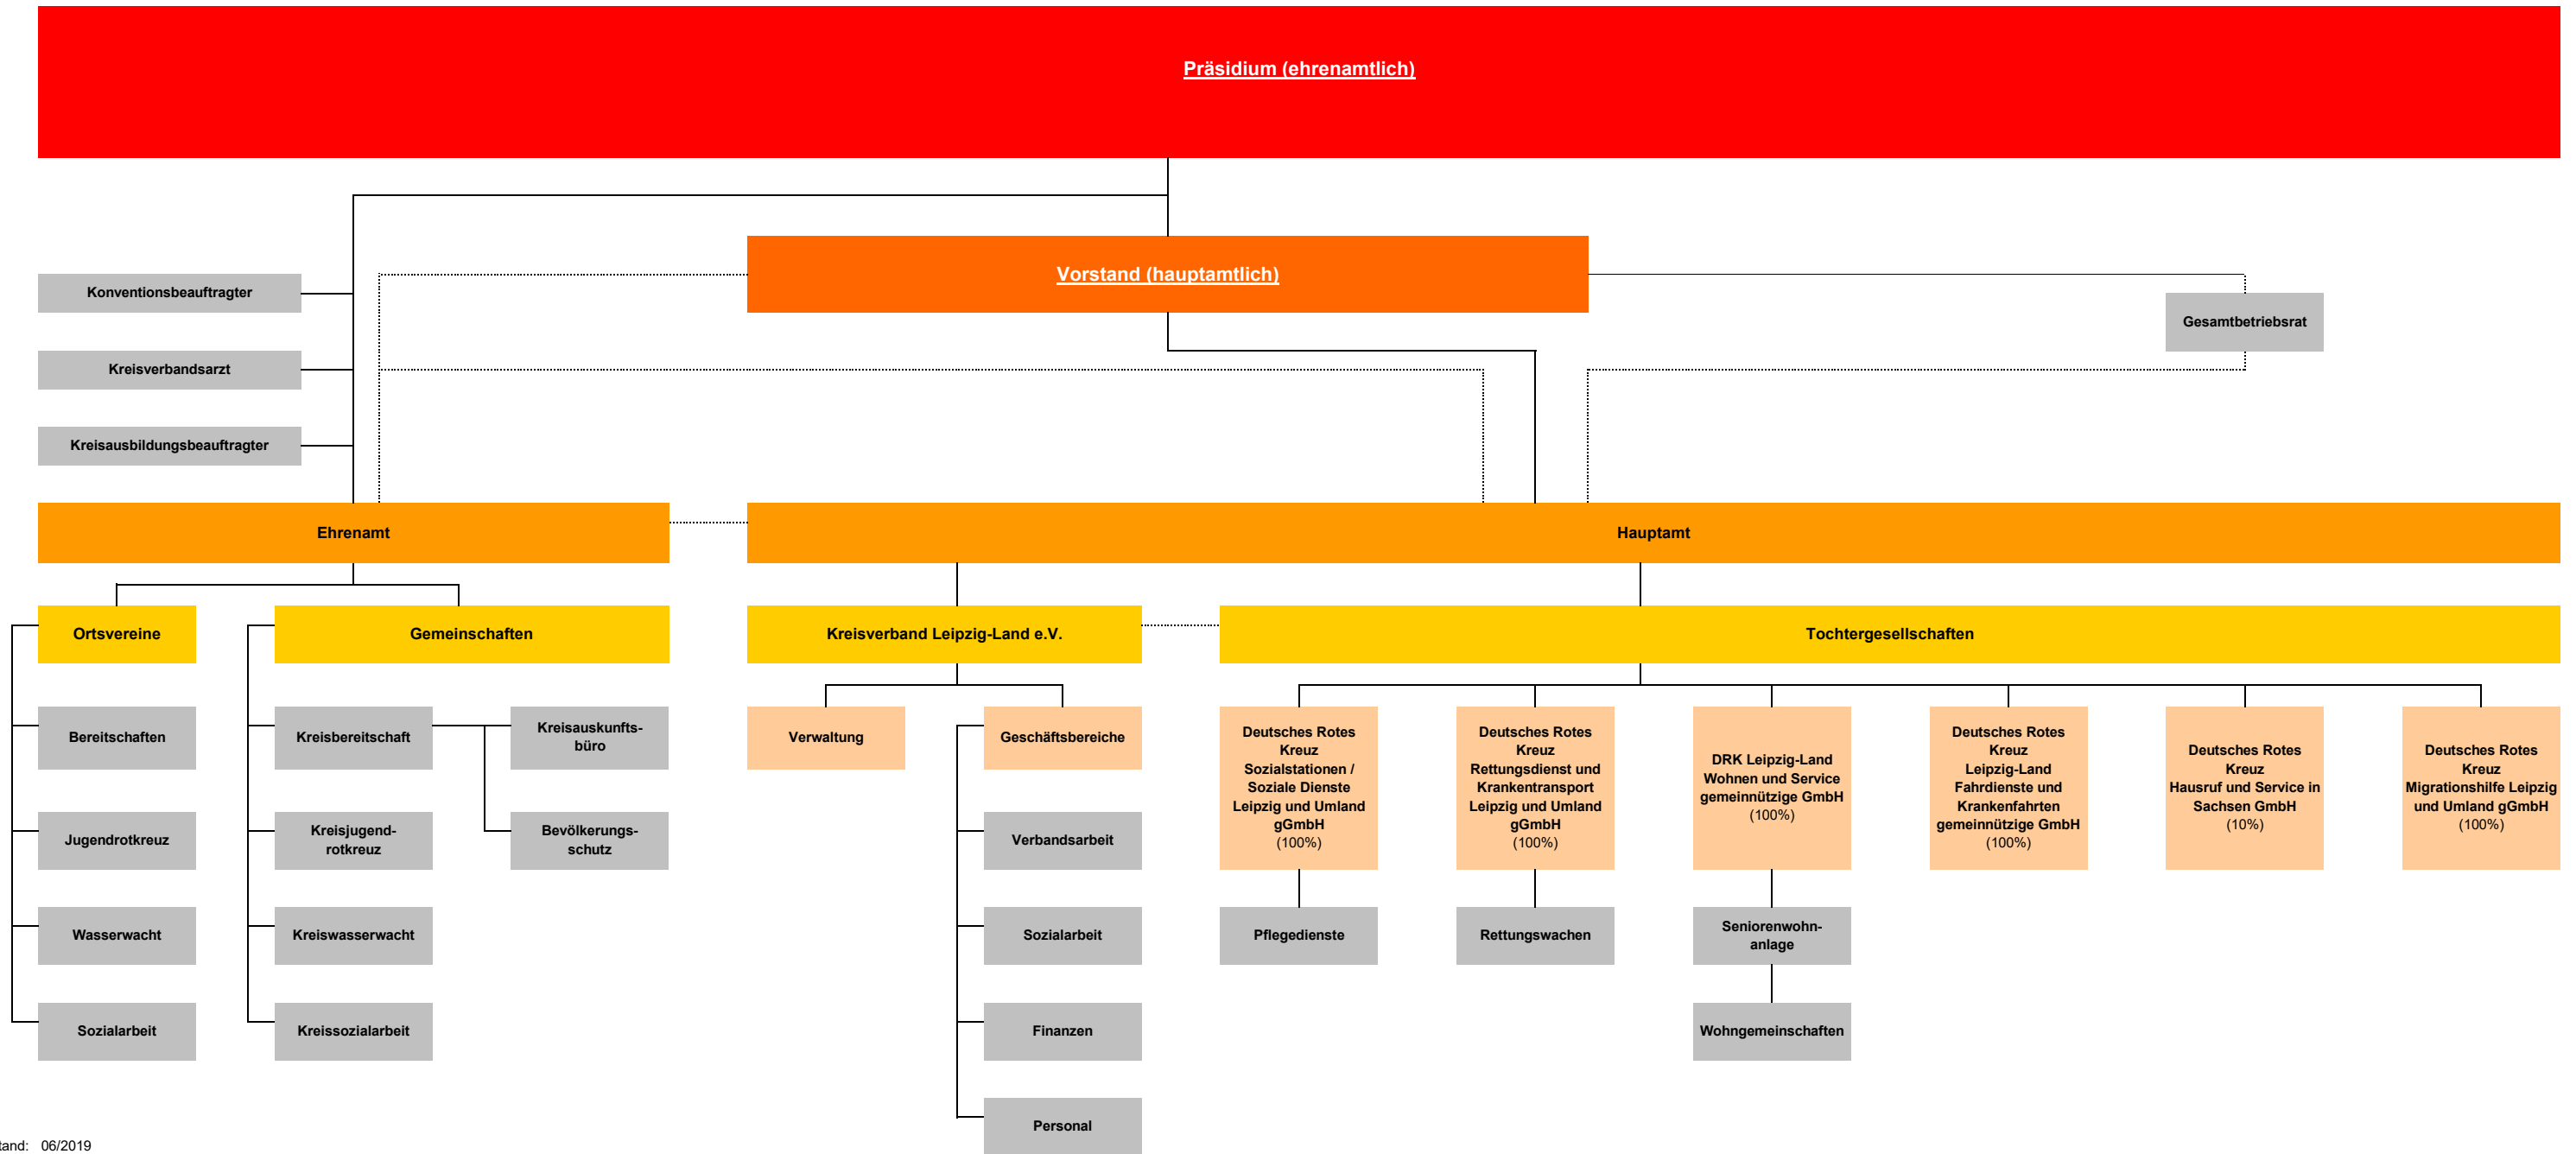 Präsidium (ehrenamtlich)
Vorstand (hauptamtlich)
Konventionsbeauftragter
Gesamtbetriebsrat
Kreisverbandsarzt
Kreisausbildungsbeauftragter
Ehrenamt
Hauptamt
Ortsvereine
Gemeinschaften
Kreisverband Leipzig-Land e.V.
Tochtergesellschaften
Bereitschaften
Kreisbereitschaft
Kreisauskunfts-
büro
Verwaltung
Geschäftsbereiche
Deutsches Rotes
Kreuz
Sozialstationen /
Soziale Dienste
Leipzig und Umland
gGmbH
(100%)
Deutsches Rotes
Kreuz
Rettungsdienst und
Krankentransport
Leipzig und Umland
gGmbH
(100%)
DRK Leipzig-Land
Wohnen und Service
gemeinnützige GmbH
(100%)
Deutsches Rotes
Kreuz
Leipzig-Land
Fahrdienste und
Krankenfahrten
gemeinnützige GmbH
(100%)
Deutsches Rotes
Kreuz
Hausruf und Service in
Sachsen GmbH
(10%)
Deutsches Rotes
Kreuz
Migrationshilfe Leipzig
und Umland gGmbH
(100%)
Jugendrotkreuz
Kreisjugend-
rotkreuz
Bevölkerungs-
schutz
Verbandsarbeit
Wasserwacht
Kreiswasserwacht
Sozialarbeit
Pflegedienste
Rettungswachen
Seniorenwohn-
anlage
Sozialarbeit
Kreissozialarbeit
Finanzen
Wohngemeinschaften
Personal
tand: 06/2019